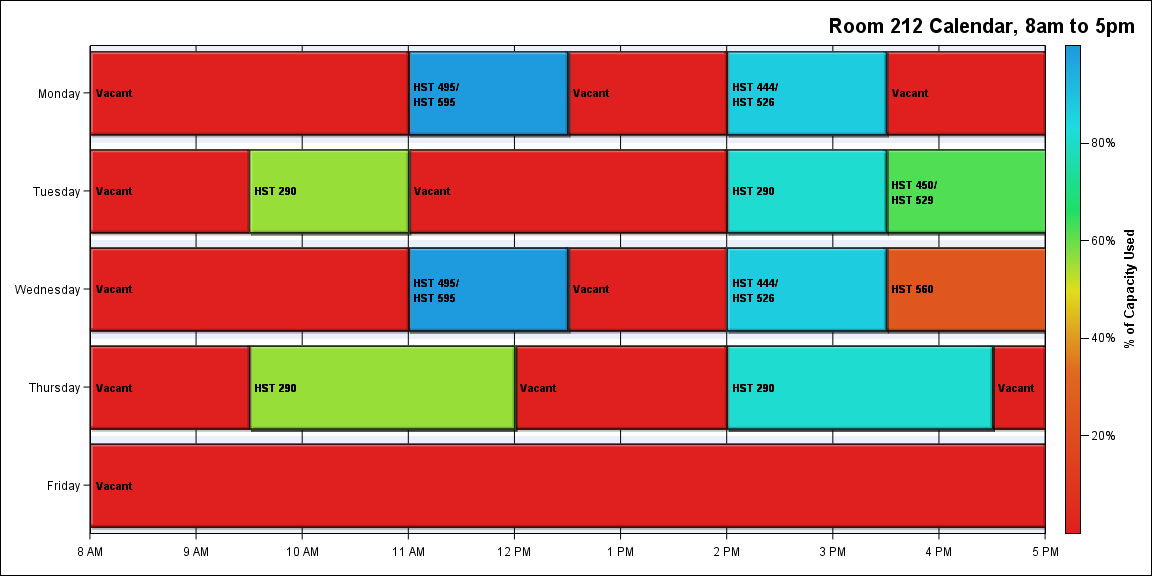 Room 212 Calendar, 8am to 5pm
Monday
Vacant
HST 495/
HST 595
Vacant
HST 444/
HST 526
Vacant
Tuesday
Vacant
HST 290
Vacant
HST 290
HST 450/
HST 529
Wednesday
Vacant
HST 495/
HST 595
Vacant
HST 444/
HST 526
HST 560
Thursday
Vacant
HST 290
Vacant
HST 290
Vacant
Friday
Vacant
8 AM
9 AM
10 AM
11 AM
12 PM
1 PM
2 PM
3 PM
4 PM
5 PM
80%
60%
40%
20%
% of Capacity Used